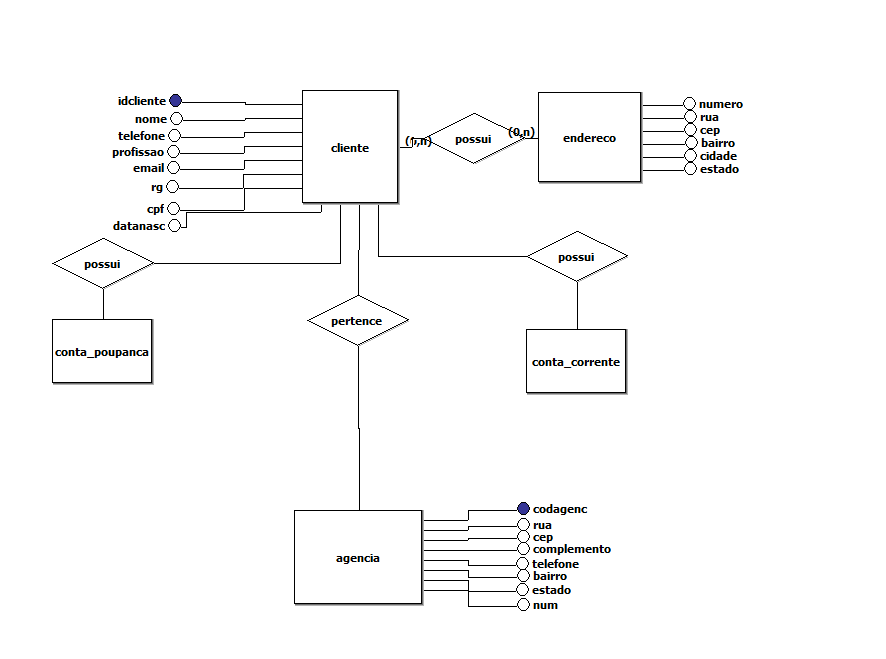 idcliente
nome
telefone
profissao
email
rg
cpf
datanasc
cliente
possui
(0,n)
endereco
numero
rua
cep
bairro
cidade
estado
possui
conta_poupanca
pertence
possui
conta_corrente
agencia
codagenc
rua
cep
complemento
telefone
bairro
estado
num